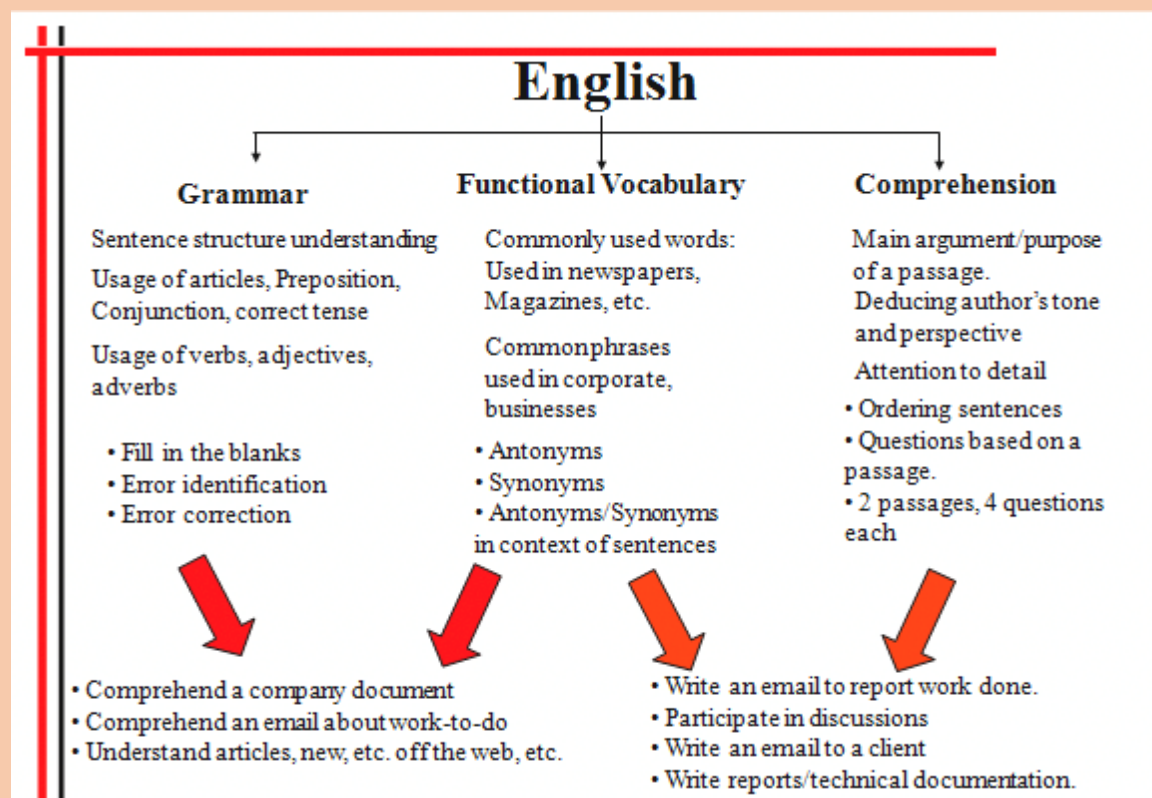 English
Grammar
Sentence structure understanding
Usage of articles, Preposition,
Conjunction, correct tense
Usage of verbs, adjectives,
adverbs
• Fill in the blanks
• Error identification
• Error correction
Functional Vocabulary
Commonly used words:
Used in newspapers,
Magazines, etc.
Common phrases
used in corporate,
businesses
• Antonyms
• Synonyms
• Antonyms/Synonyms
in context of sentences
Comprehension
Main argument/purpose
of a passage.
Deducing author's tone
and perspective
Attention to detail
• Ordering sentences
• Questions based on a
passage.
• 2 passages, 4 questions
each
• Comprehend a company document
• Comprehend an email about work-to-do
• Understand articles, new, etc. off the web, etc.
• Write an email to report work done.
• Participate in discussions
• Write an email to a client
• Write reports/technical documentation.